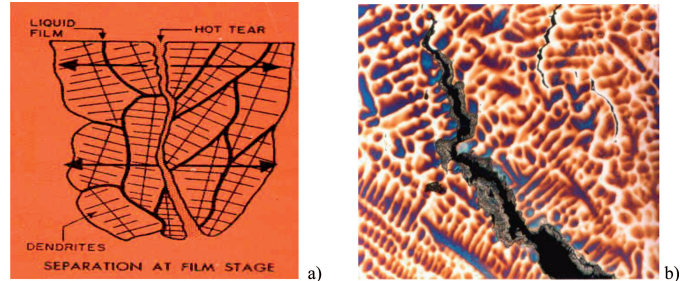 LIQUID
FILM
HOT TEAR
DENDRITES
SEPARATION AT FILM STAGE
a)
b)